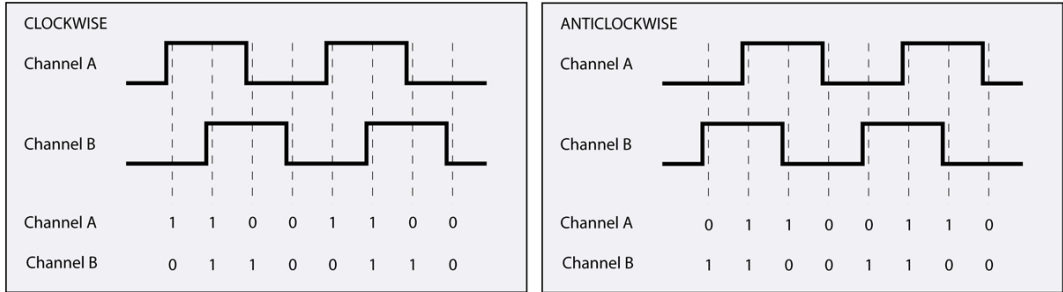 CLOCKWISE
Channel A
Channel B
Channel A 1 1 0 0 1 1 0 0
Channel B 0 1 1 0 0 1 1 0
ANTICLOCKWISE
Channel A
Channel B
Channel A 0 1 1 0 0 1 1 0
Channel B 1 1 0 0 1 1 0 0